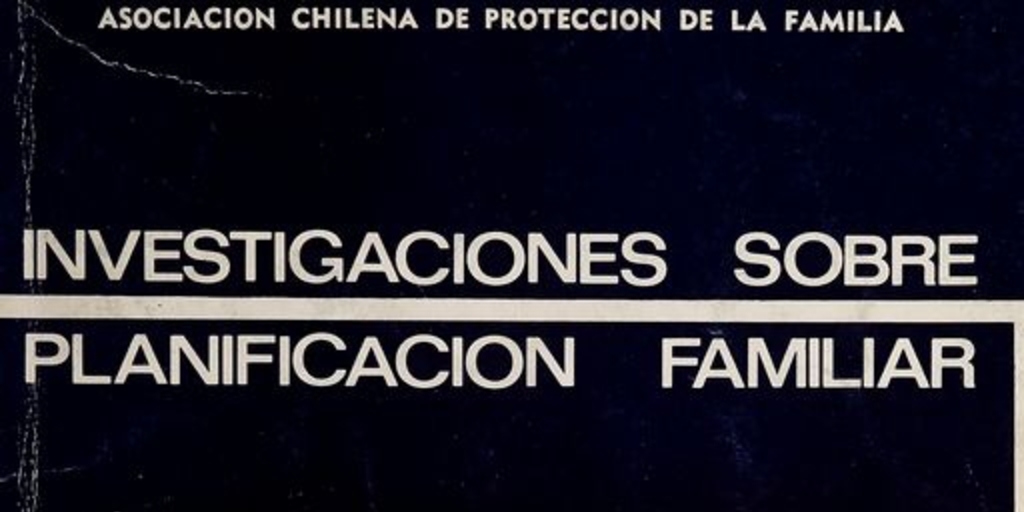 ASOCIACION CHILENA DE PROTECCION DE LA FAMILIA
INVESTIGACIONES SOBRE
PLANIFICACION FAMILIAR